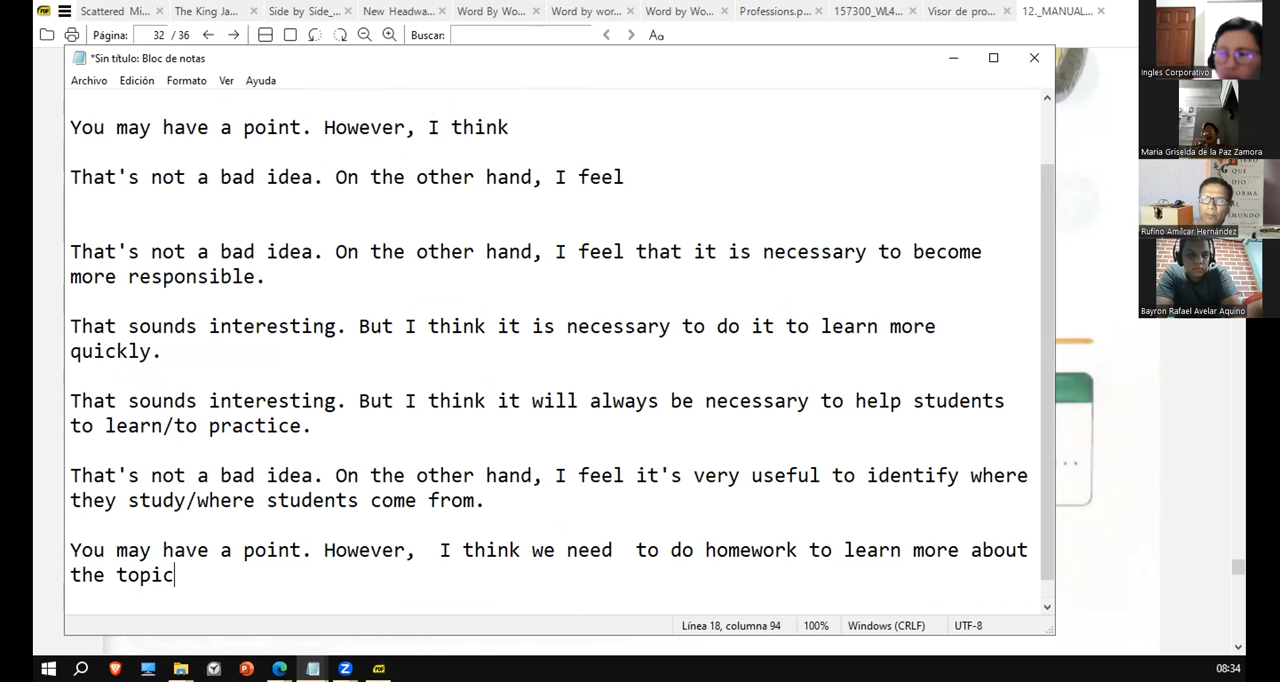 Scattered Mi... The King Ja... Side by Side_... New Headwa... Word By Wo... Word by wor... Word by Wo... Professions.p... 157300_WL4... Visor de pro... 12._MANUAL...
Página: 32 / 36 Buscar: Aa
*Sin título: Bloc de notas
Archivo Edición Formato Ver Ayuda
You may have a point. However, I think
That's not a bad idea. On the other hand, I feel
That's not a bad idea. On the other hand, I feel that it is necessary to become
more responsible.
That sounds interesting. But I think it is necessary to do it to learn more
quickly.
That sounds interesting. But I think it will always be necessary to help students
to learn/to practice.
That's not a bad idea. On the other hand, I feel it's very useful to identify where
they study/where students come from.
You may have a point. However,  I think we need  to do homework to learn more about
the topic
Línea 18, columna 94 100% Windows (CRLF) UTF-8
08:34
Ingles Corporativo
Maria Griselda de la Paz Zamora
Rufino Amilcar Hernández
Bayron Rafael Avelar Aquino